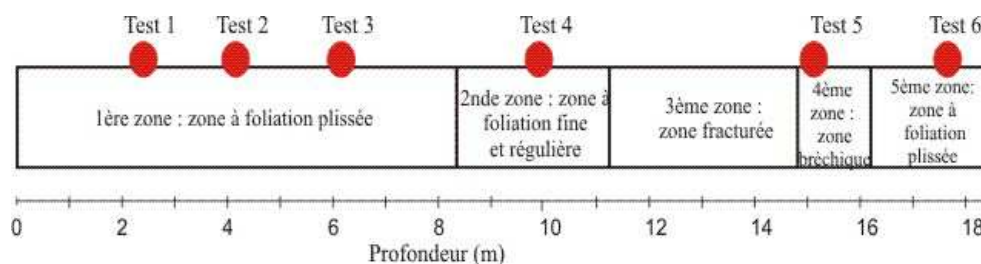 Test 1 Test 2 Test 3 Test 4 Test 5 Test 6
1ère zone : zone à foliation plissée
2nde zone : zone à
foliation fine
et régulière
3ème zone :
zone fracturée
4ème
zone :
zone
brèchique
5ème zone:
zone à
foliation
plissée
0 2 4 6 8 10 12 14 16 18
Profondeur (m)